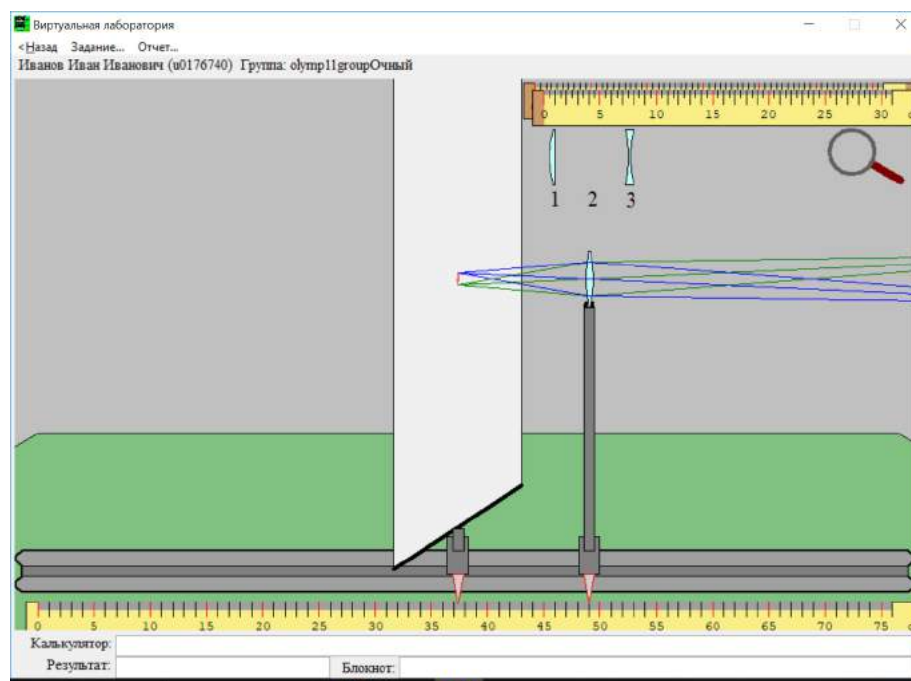 Виртуальная лаборатория
<Назад Задание... Отчет...
Иванов Иван Иванович (u0176740) Группа: olymp11groupОчный
0 5 10 15 20 25 30
1 2 3
0 5 10 15 20 25 30 35 40 45 50 55 60 65 70 75
Калькулятор:
Результат: Блокнот: